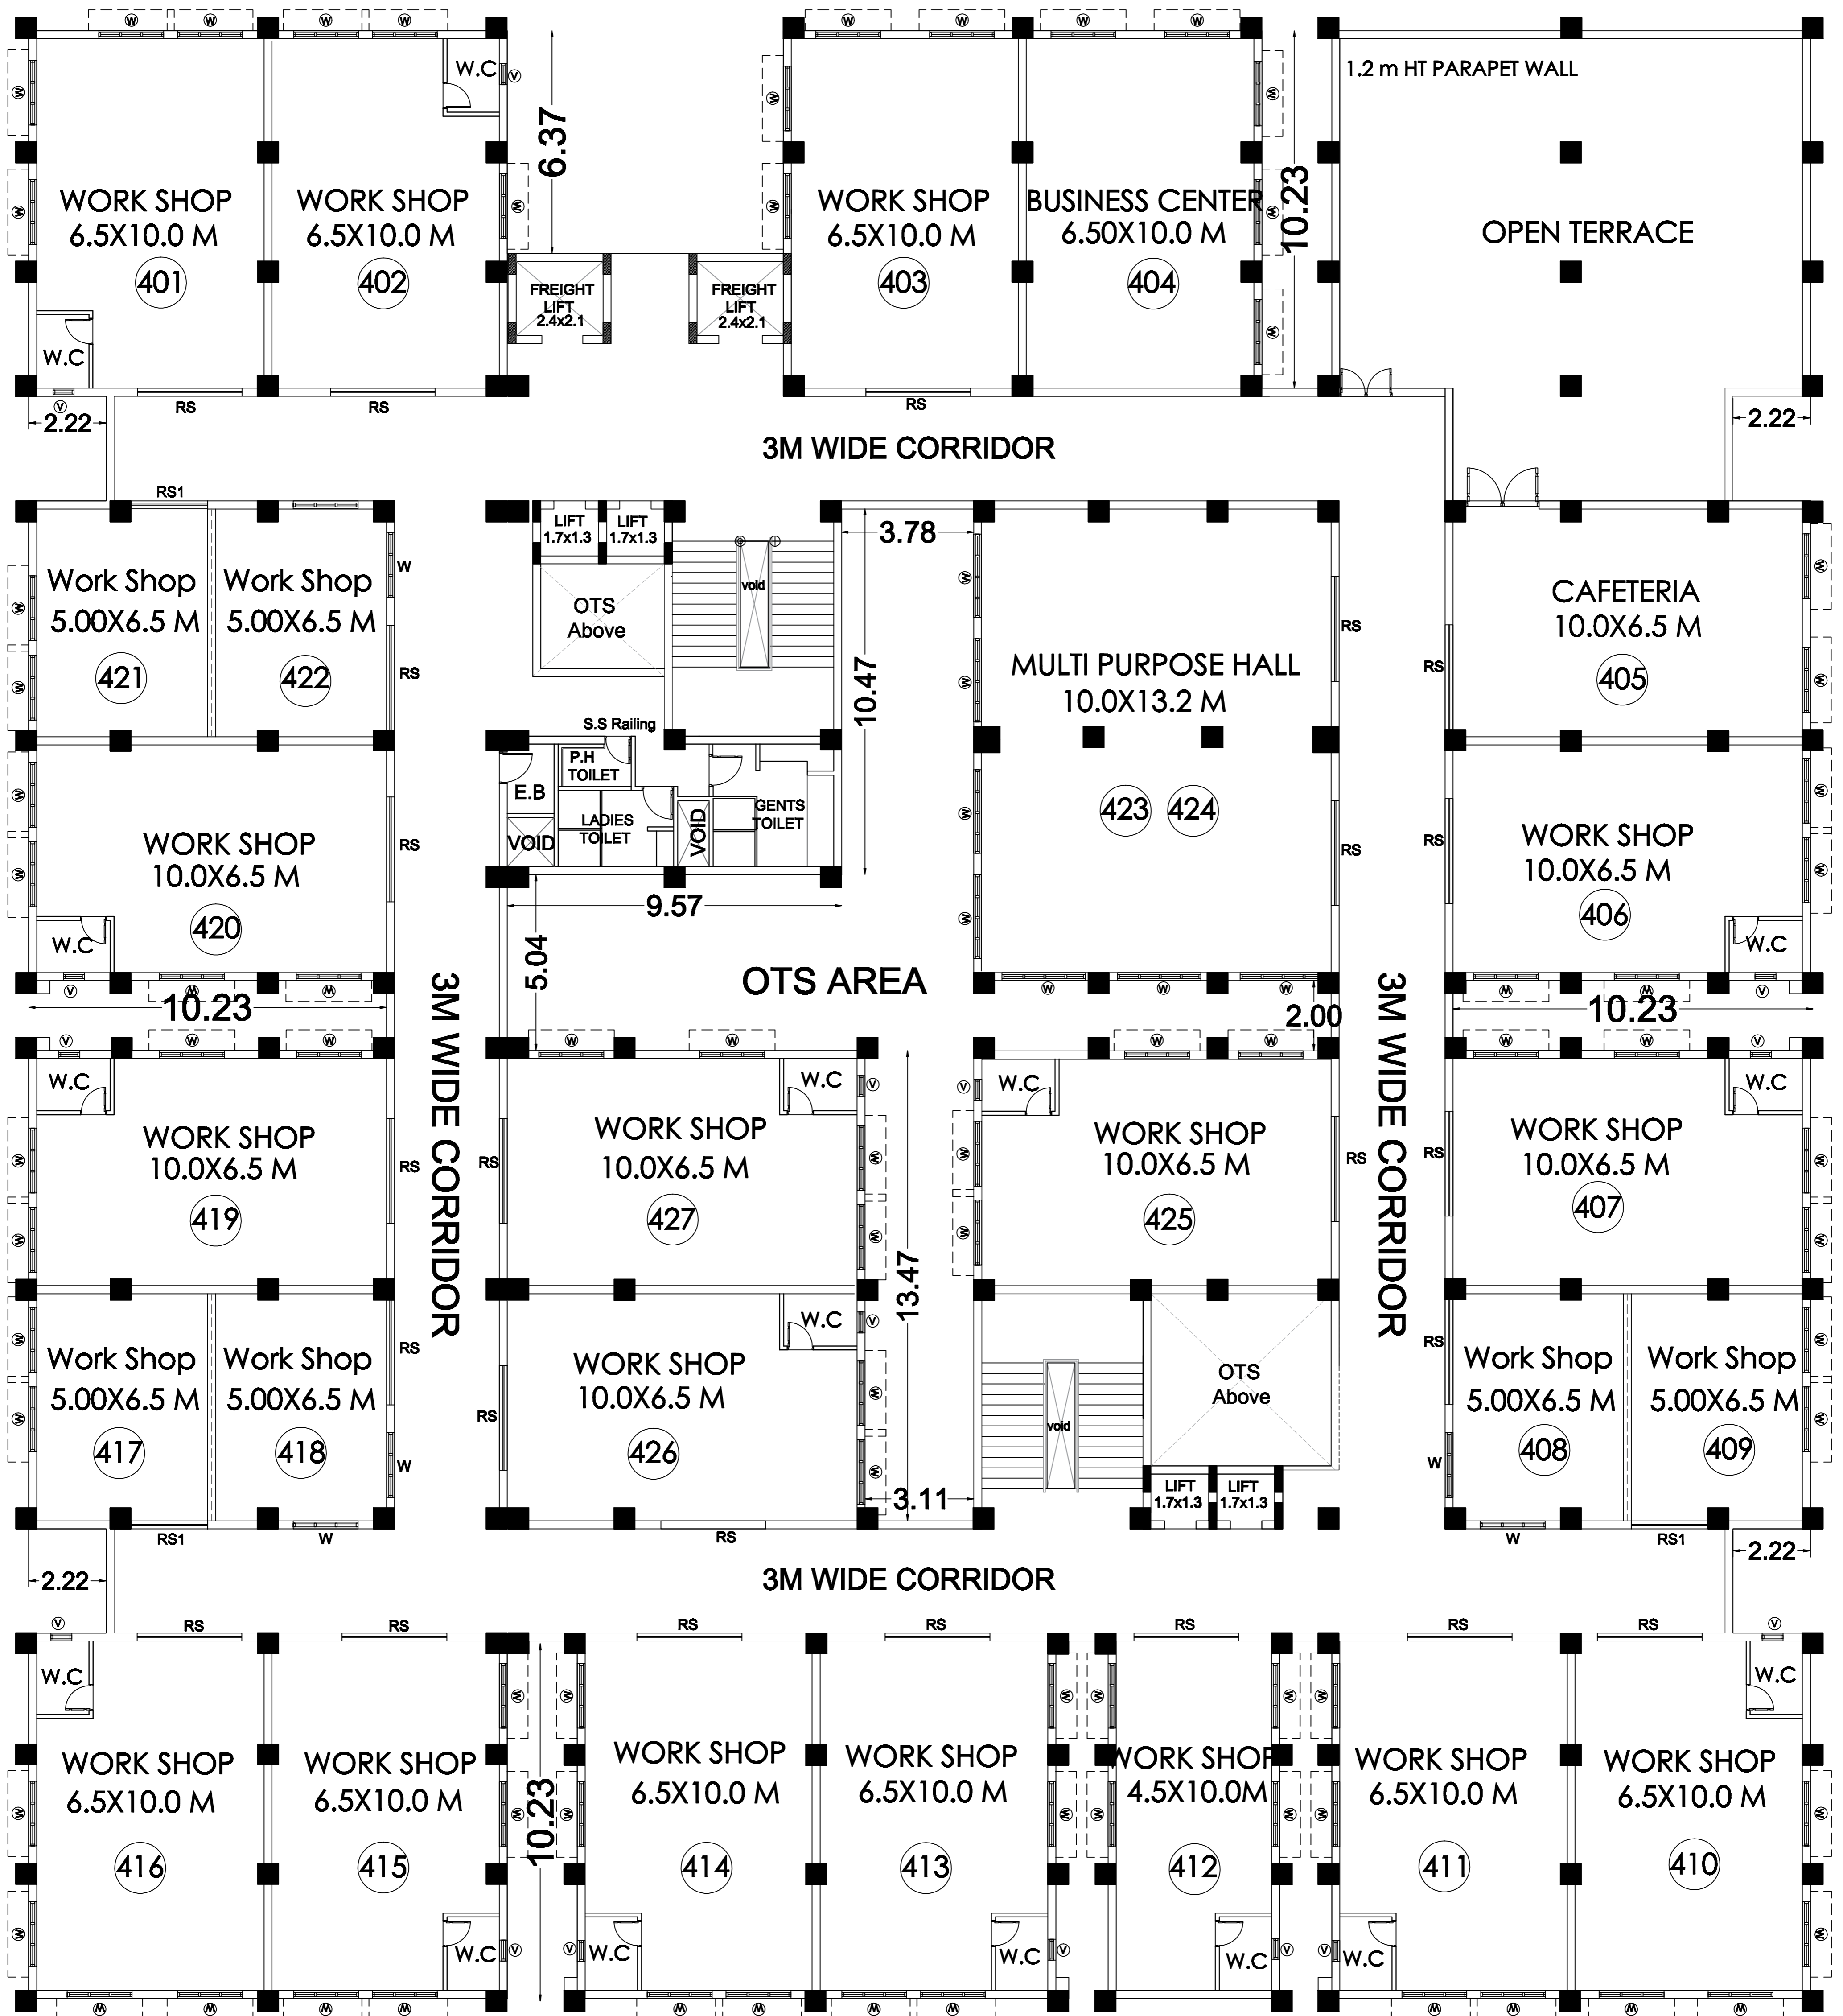 W W W W W W W W
1.2 m HT PARAPET WALL
W.C V
W W W
6.37
10.23
WORK SHOP
6.5X10.0 M
401
WORK SHOP
6.5X10.0 M
402
WORK SHOP
6.5X10.0 M
403
BUSINESS CENTER
6.50X10.0 M
404
OPEN TERRACE
W W W W
FREIGHT
LIFT
2.4x2.1
FREIGHT
LIFT
2.4x2.1
W
W.C
V
RS RS RS
2.22
2.22
3M WIDE CORRIDOR
RS1
LIFT
1.7x1.3
LIFT
1.7x1.3
3.78
W
void
OTS
Above
Work Shop
5.00X6.5 M
421
Work Shop
5.00X6.5 M
422
W W W W
RS
RS
10.47
MULTI PURPOSE HALL
10.0X13.2 M
423 424
CAFETERIA
10.0X6.5 M
405
RS
W W W W
S.S Railing
P.H
TOILET
E.B
LADIES
TOILET
VOID
VOID
GENTS
TOILET
WORK SHOP
10.0X6.5 M
420
W W
W.C
RS
RS
RS
WORK SHOP
10.0X6.5 M
406
W W
W.C
9.57
5.04
OTS AREA
V W W
W W W
W W V
10.23
2.00
10.23
3M WIDE CORRIDOR
3M WIDE CORRIDOR
V W W
W W
W
W W V
W.C
W.C V
V W.C
W.C
WORK SHOP
10.0X6.5 M
419
WORK SHOP
10.0X6.5 M
427
WORK SHOP
10.0X6.5 M
425
WORK SHOP
10.0X6.5 M
407
RS RS RS RS
W W W W
W W W W
13.47
W.C V
Work Shop
5.00X6.5 M
417
Work Shop
5.00X6.5 M
418
WORK SHOP
10.0X6.5 M
426
OTS
Above
void
Work Shop
5.00X6.5 M
408
Work Shop
5.00X6.5 M
409
RS RS RS
W W W W
W W W W
3.11
LIFT
1.7x1.3
LIFT
1.7x1.3
RS1 W RS W RS1
2.22
2.22
3M WIDE CORRIDOR
V RS RS RS RS RS RS RS V
W.C
W.C
W W W W W W
WORK SHOP
6.5X10.0 M
416
WORK SHOP
6.5X10.0 M
415
10.23
WORK SHOP
6.5X10.0 M
414
WORK SHOP
6.5X10.0 M
413
WORK SHOP
4.5X10.0M
412
WORK SHOP
6.5X10.0 M
411
WORK SHOP
6.5X10.0 M
410
W W W W W W W W
W W
W.C V V W.C W.C V W.C V V W.C
W W W W W W W W W W W W